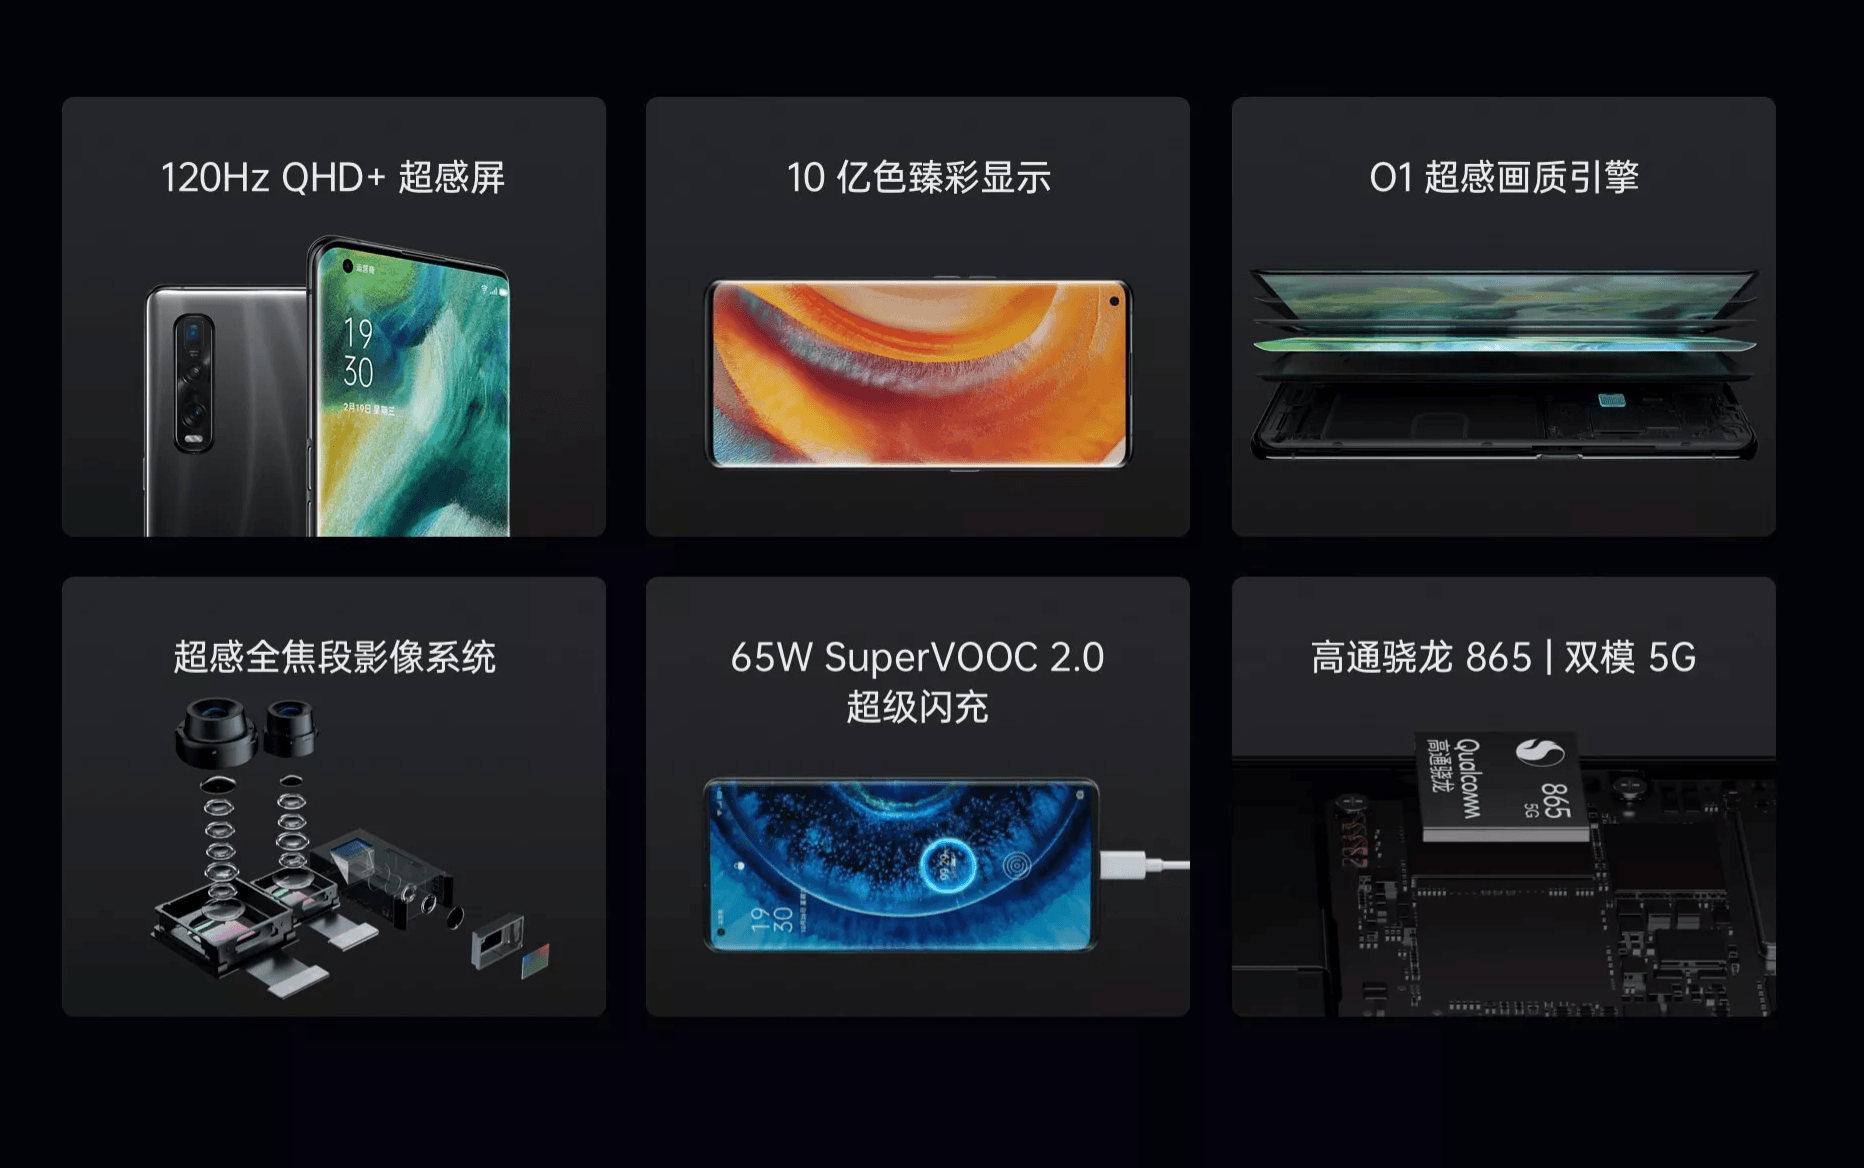 120Hz QHD+ 超感屏
运营商
19
30
2月19日 星期三
10 亿色臻彩显示
O1 超感画质引擎
超感全焦段影像系统
65W SuperVOOC 2.0
超级闪充
19
30
高通骁龙 865 | 双模 5G
Qualcomm
高通骁龙
865
5G